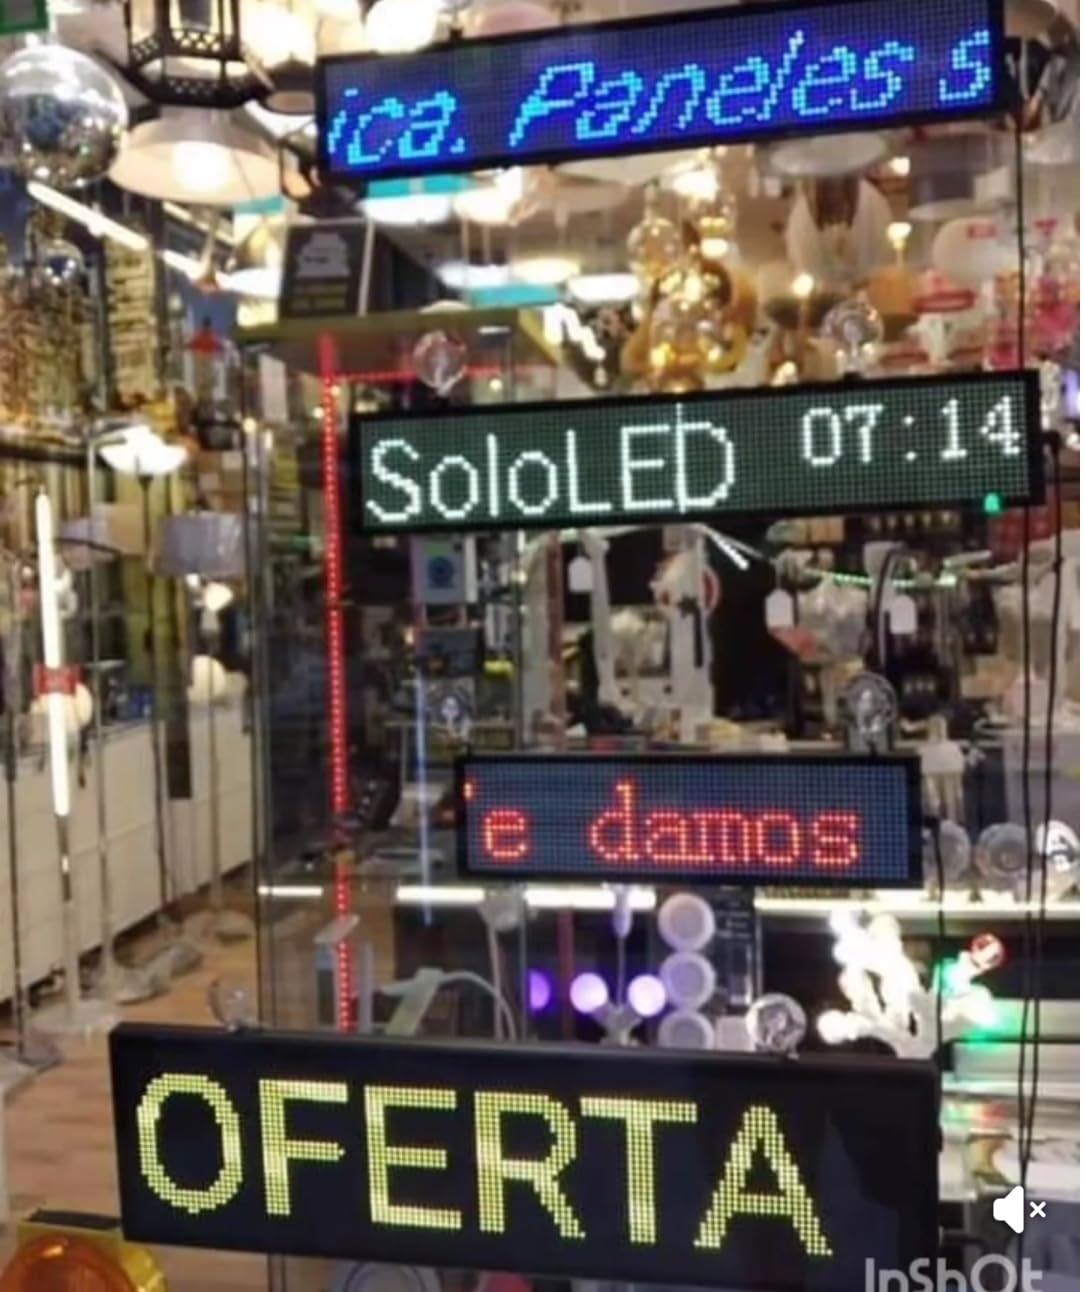 ica. Paneles s
SoloLED 07:14
e damos
OFERTA
InShOt